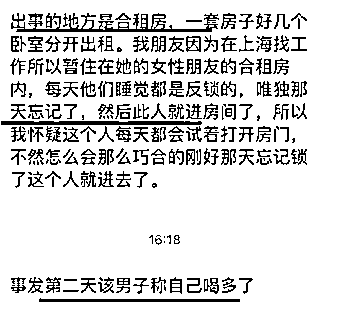 出事的地方是合租房，一套房子好几个
卧室分开出租。我朋友因为在上海找工
作所以暂住在她的女性朋友的合租房
内，每天他们睡觉都是反锁的，唯独那
天忘记了，然后此人就进房间了，所以
我怀疑这个人每天都会试着打开房门，
不然怎么会那么巧合的刚好那天忘记锁
了这个人就进去了。
16:18
事发第二天该男子称自己喝多了